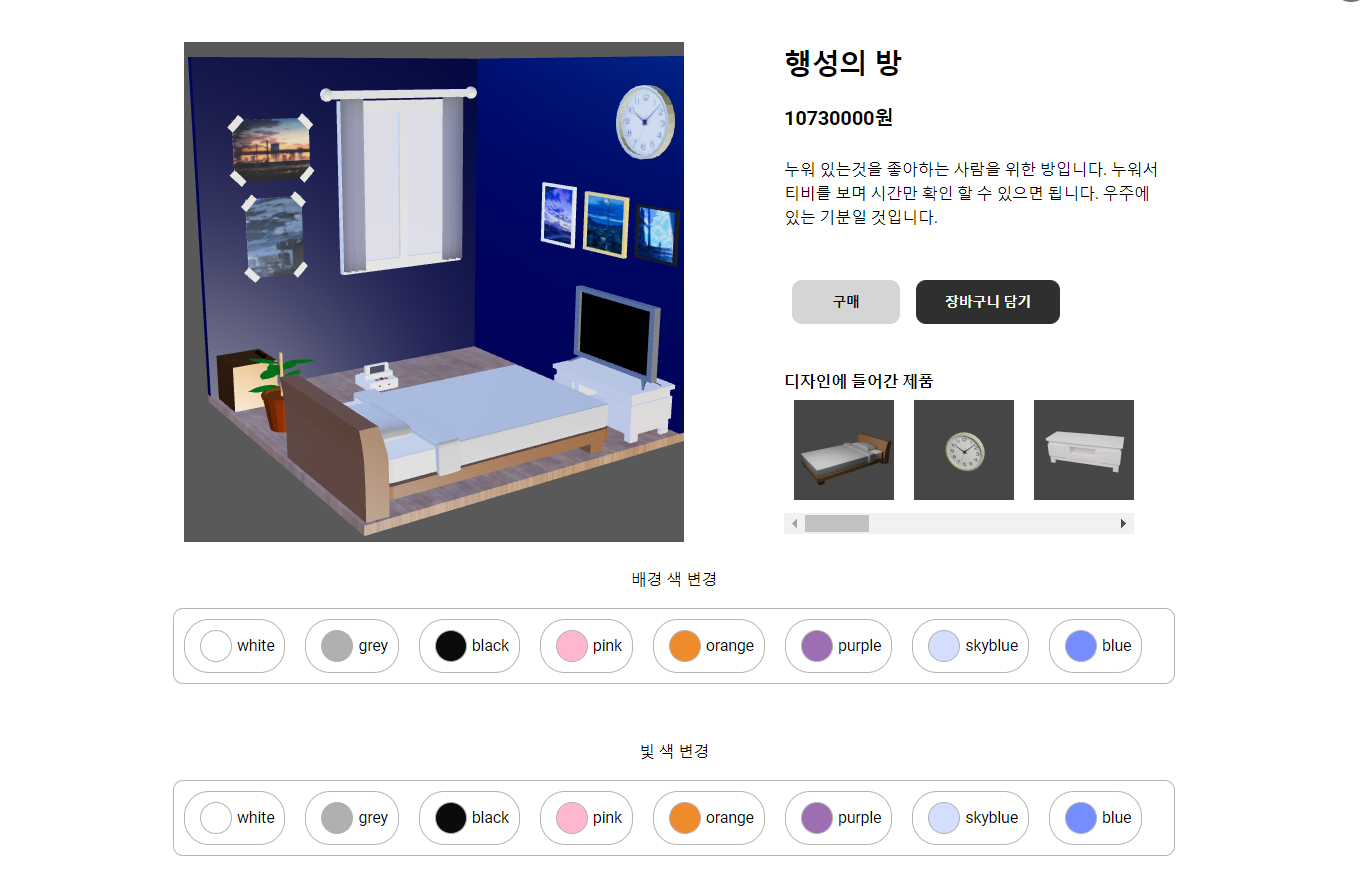 행성의 방
10730000원
누워 있는것을 좋아하는 사람을 위한 방입니다. 누워서
티비를 보며 시간만 확인 할 수 있으면 됩니다. 우주에
있는 기분일 것입니다.
구매 장바구니 담기
디자인에 들어간 제품
배경 색 변경
white grey black pink orange purple skyblue blue
빛 색 변경
white grey black pink orange purple skyblue blue